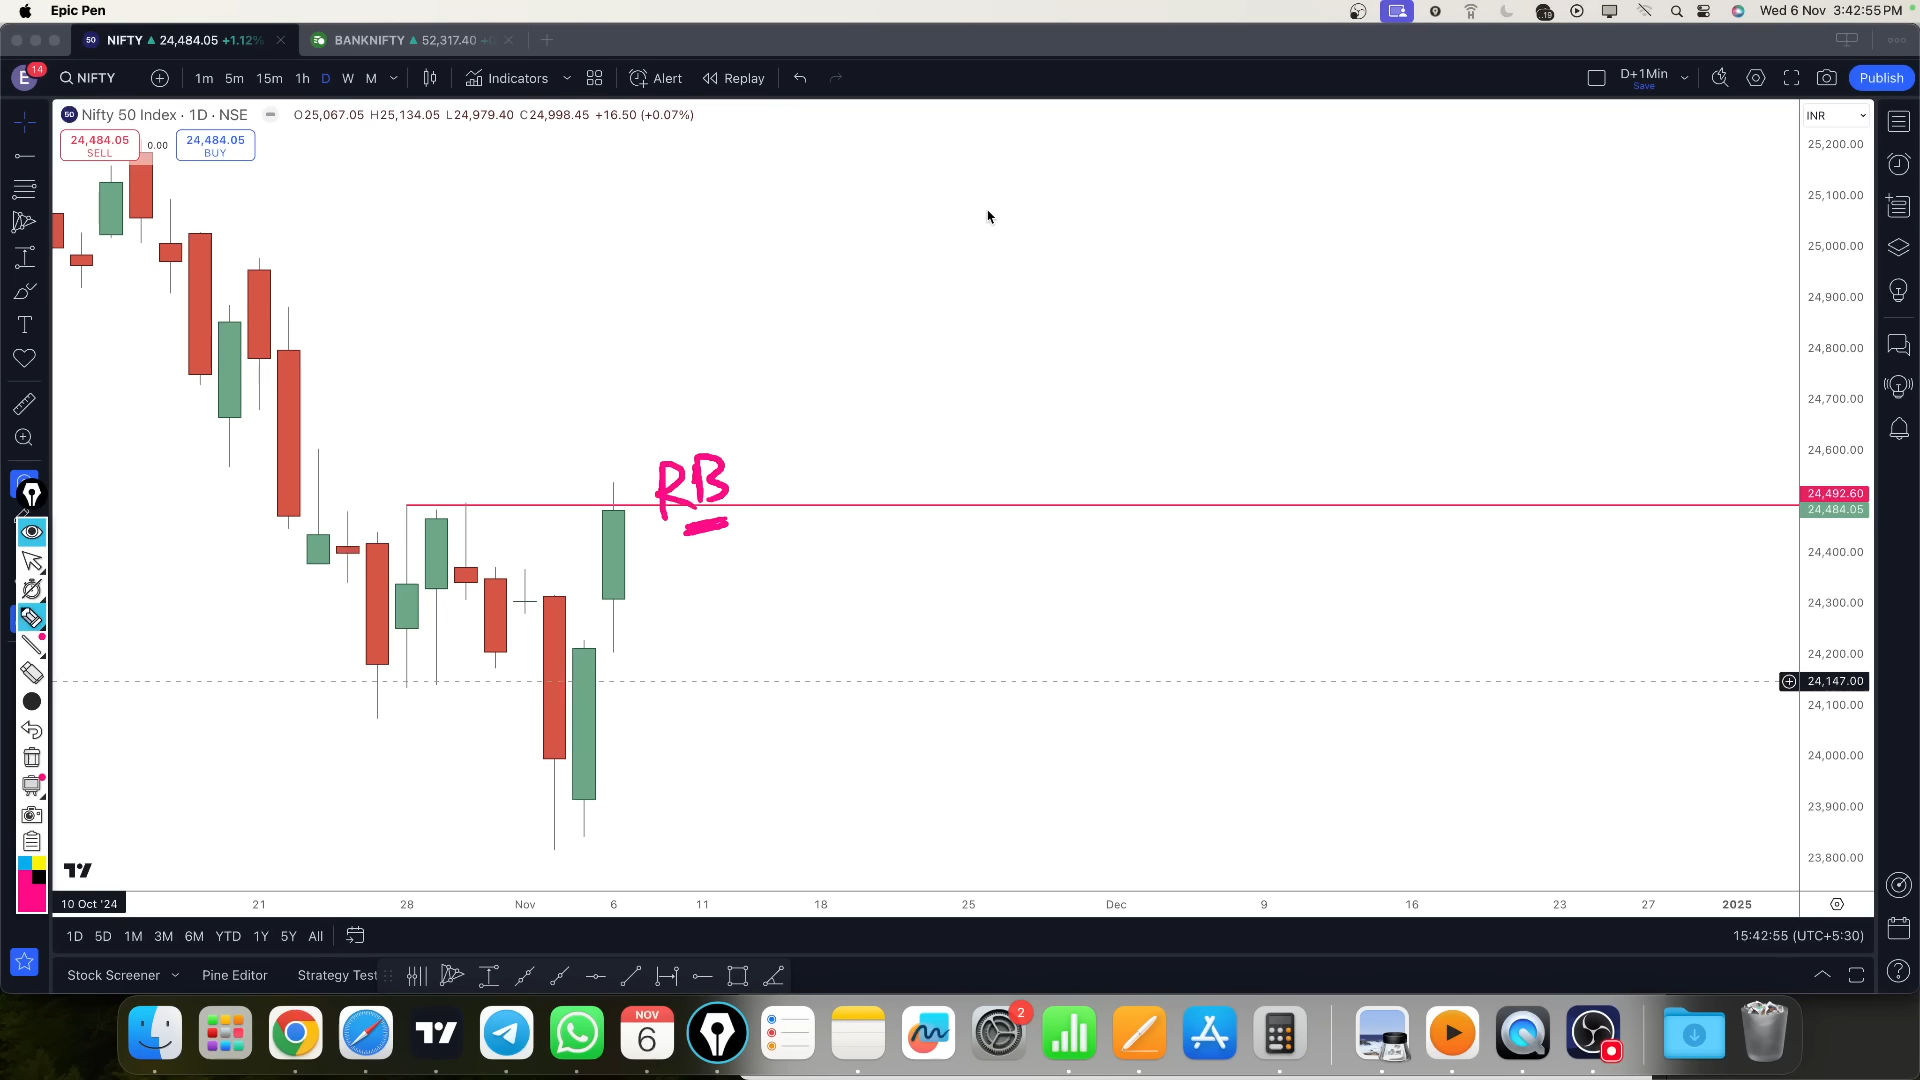 Epic Pen
19
Wed 6 Nov 3:42:55 PM
50 NIFTY ▲ 24,484.05 +1.12%
BANKNIFTY ▲ 52,317.40
E 14 NIFTY 1m 5m 15m 1h D W M Indicators Alert Replay D+1Min Save Publish
50 Nifty 50 Index · 1D · NSE O25,067.05 H25,134.05 L24,979.40 C24,998.45 +16.50 (+0.07%)
INR
24,484.05 SELL 0.00 24,484.05 BUY
25,200.00
25,100.00
25,000.00
24,900.00
24,800.00
24,700.00
24,600.00
RB
24,492.60
24,484.05
24,400.00
24,300.00
24,200.00
24,147.00
24,100.00
24,000.00
23,900.00
23,800.00
10 Oct '24 21 28 Nov 6 11 18 25 Dec 9 16 23 27 2025
1D 5D 1M 3M 6M YTD 1Y 5Y All 15:42:55 (UTC+5:30)
Stock Screener Pine Editor Strategy Test
NOV
6
2